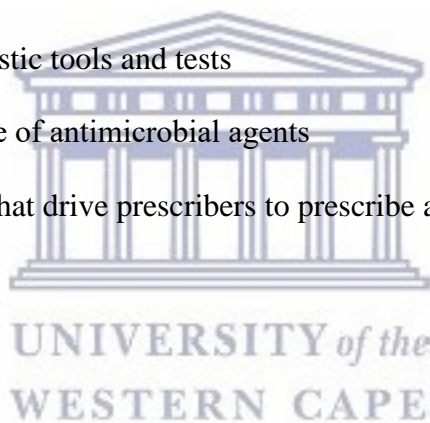 stic tools and tests
e of antimicrobial agents
hat drive prescribers to prescribe a
UNIVERSITY of the
WESTERN CAPE